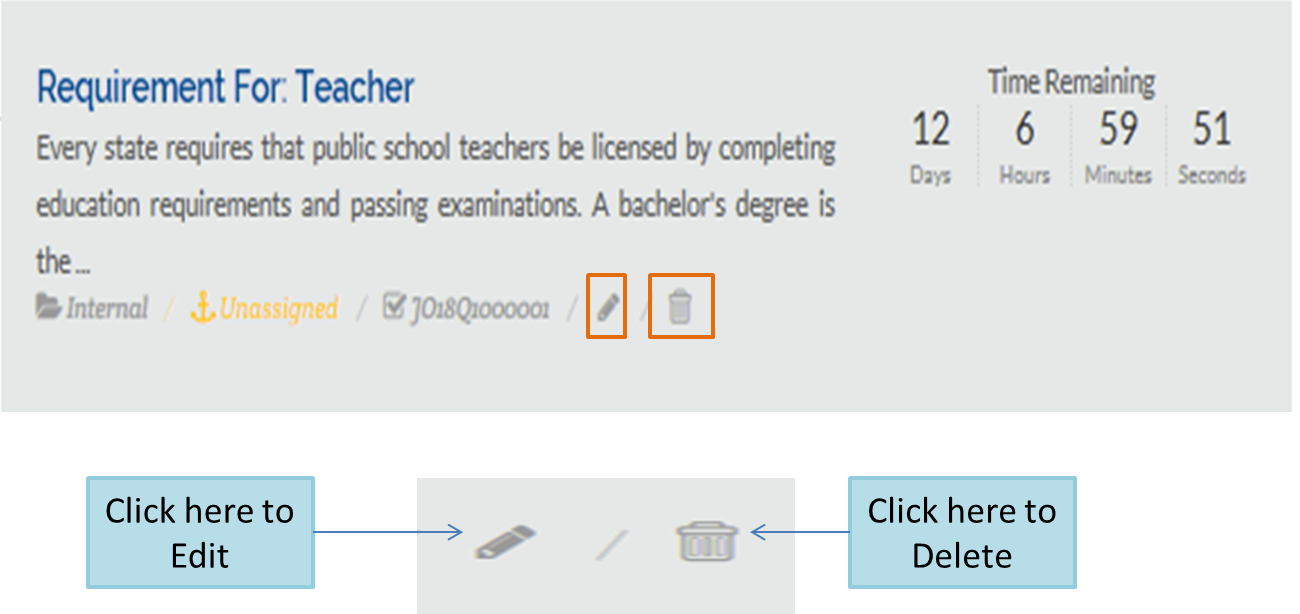 Requirement For: Teacher
Every state requires that public school teachers be licensed by completing
education requirements and passing examinations. A bachelor's degree is
the ...
Internal / Unassigned / JO18Q1000001 / /
Time Remaining
12 6 59 51
Days Hours Minutes Seconds
Click here to
Edit
/
Click here to
Delete